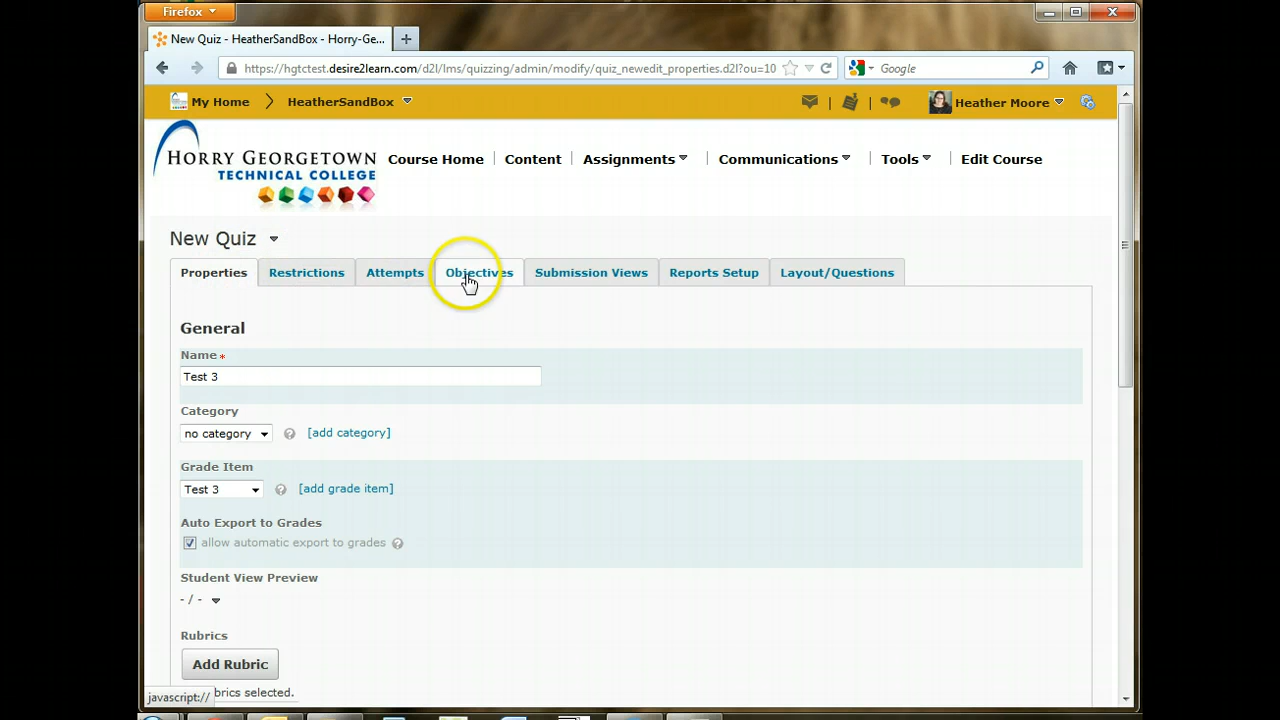 Firefox
New Quiz - HeatherSandBox - Horry-Ge...
https://hgtctest.desire2learn.com/d2l/lms/quizzing/admin/modify/quiz_newedit_properties.d2l?ou=10
Google
My Home
HeatherSandBox
Heather Moore
HORRY GEORGETOWN
TECHNICAL COLLEGE
Course Home
Content
Assignments
Communications
Tools
Edit Course
New Quiz
Properties
Restrictions
Attempts
Objectives
Submission Views
Reports Setup
Layout/Questions
General
Name *
Test 3
Category
no category
[add category]
Grade Item
Test 3
[add grade item]
Auto Export to Grades
allow automatic export to grades
Student View Preview
- / -
Rubrics
Add Rubric
brics selected.
javascript://